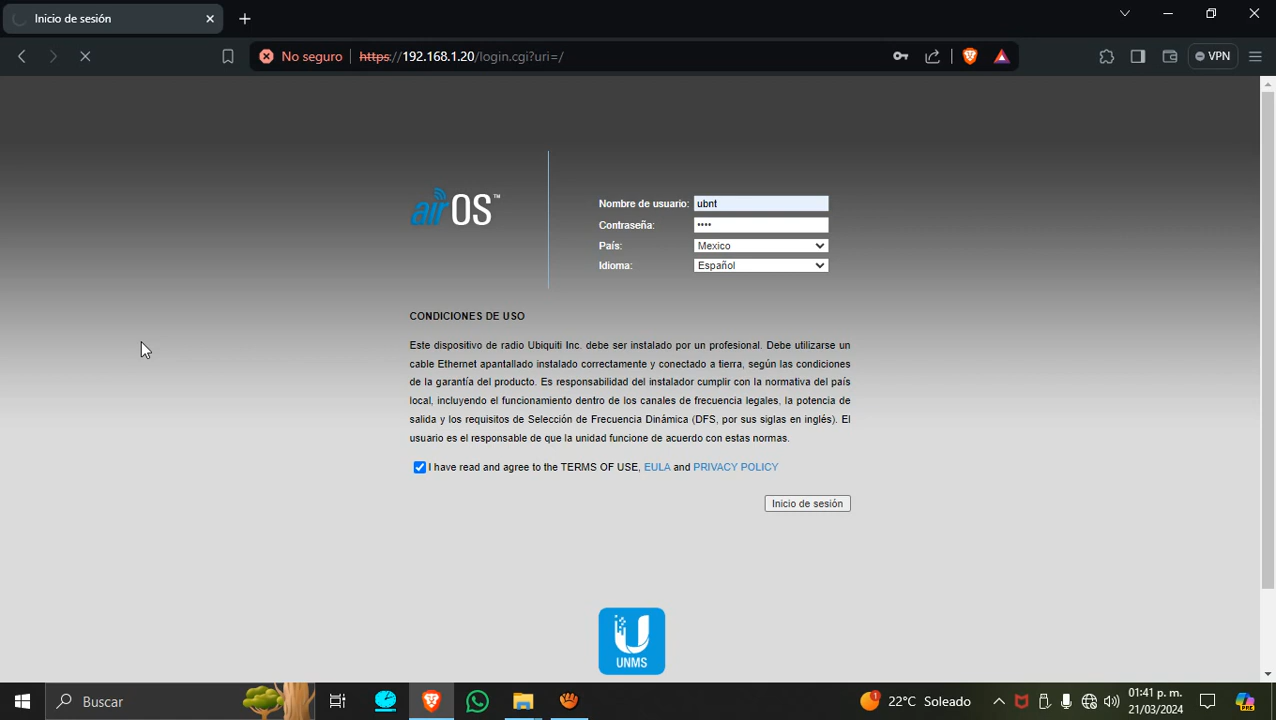 Inicio de sesión
No seguro https://192.168.1.20/login.cgi?uri=/ VPN
airOS™
Nombre de usuario: ubnt
Contraseña: ••••
País: Mexico
Idioma: Español
CONDICIONES DE USO
Este dispositivo de radio Ubiquiti Inc. debe ser instalado por un profesional. Debe utilizarse un
cable Ethernet apantallado instalado correctamente y conectado a tierra, según las condiciones
de la garantía del producto. Es responsabilidad del instalador cumplir con la normativa del país
local, incluyendo el funcionamiento dentro de los canales de frecuencia legales, la potencia de
salida y los requisitos de Selección de Frecuencia Dinámica (DFS, por sus siglas en inglés). El
usuario es el responsable de que la unidad funcione de acuerdo con estas normas.
I have read and agree to the TERMS OF USE, EULA and PRIVACY POLICY
Inicio de sesión
U
UNMS
Buscar
1
22°C Soleado
01:41 p. m.
21/03/2024
PRE